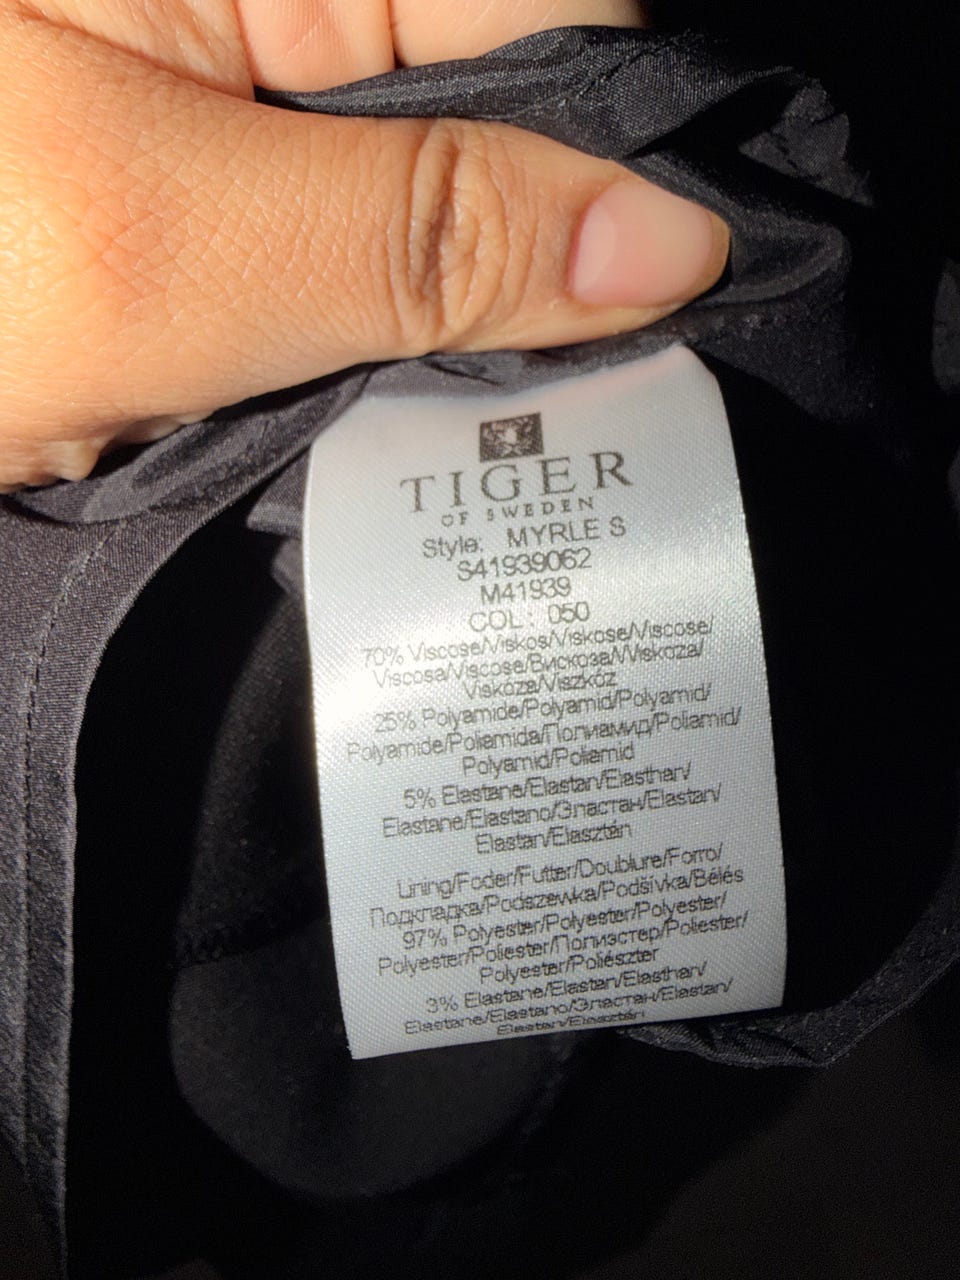 TIGER
OF SWEDEN
Style: MYRLE S
S41939062
M41939
COL: 050
70% Viscose/Viskos/Viskose/Viscose/
Viscosa/Viscose/Вискоза/Wiskoza/
Viskóza/Viszkóz
25% Polyamide/Polyamid/Polyamid/
Polyamide/Poliamida/Полиамид/Poliamid/
Polyamid/Poliamid
5% Elastane/Elastan/Elasthan/
Elastane/Elastano/Эластан/Elastan/
Elastan/Elasztán
Lining/Foder/Futter/Doublure/Forro/
Подкладка/Podszewka/Podšívka/Bélés
97% Polyester/Polyester/Polyester/
Polyester/Poliester/Полиэстер/Poliester/
Polyester/Poliészter
3% Elastane/Elastan/Elasthan/
Elastane/Elastano/Эластан/Elastan/
Elastan/Elasztán